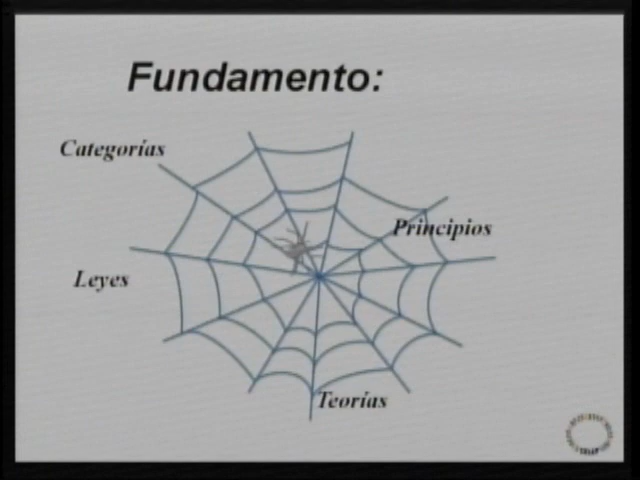 Fundamento:
Categorías
Principios
Leyes
Teorías